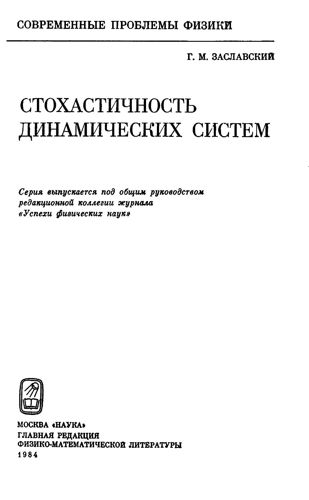 СОВРЕМЕННЫЕ ПРОБЛЕМЫ ФИЗИКИ
Г. М. ЗАСЛАВСКИЙ
СТОХАСТИЧНОСТЬ
ДИНАМИЧЕСКИХ СИСТЕМ
Серия выпускается под общим руководством
редакционной коллегии журнала
«Успехи физических наук»
МОСКВА «НАУКА»
ГЛАВНАЯ РЕДАКЦИЯ
ФИЗИКО-МАТЕМАТИЧЕСКОЙ ЛИТЕРАТУРЫ
1984